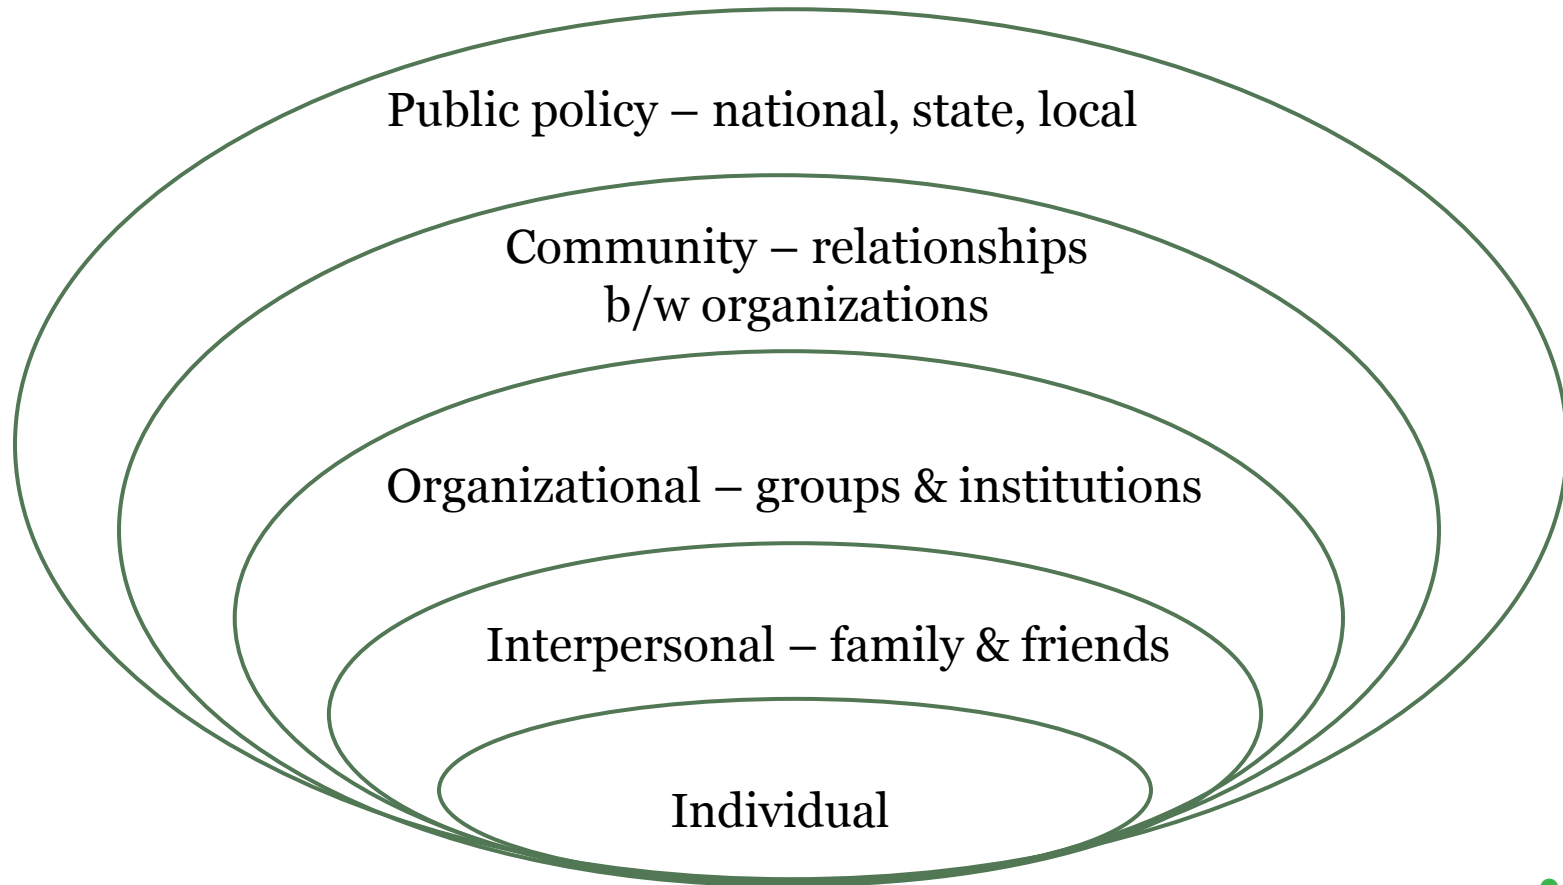 Public policy – national, state, local
Community – relationships
b/w organizations
Organizational – groups & institutions
Interpersonal – family & friends
Individual